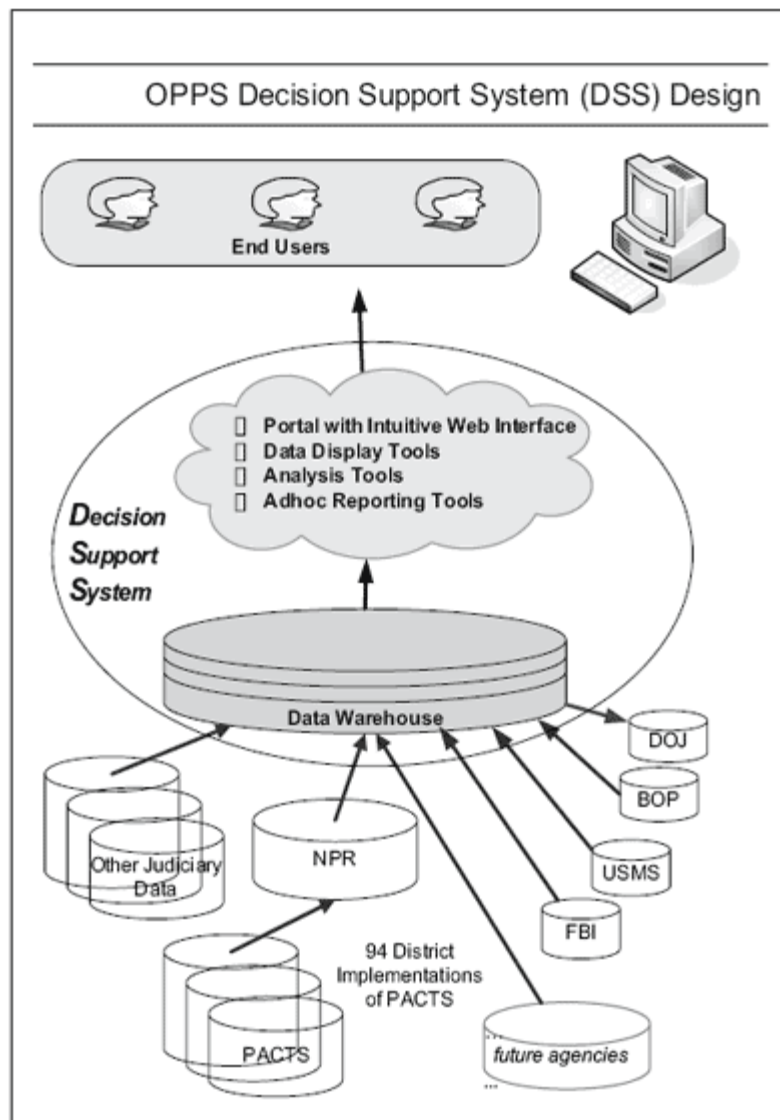 OPPS Decision Support System (DSS) Design
End Users
Portal with Intuitive Web Interface
Data Display Tools
Analysis Tools
Adhoc Reporting Tools
Decision
Support
System
Data Warehouse
DOJ
BOP
USMS
FBI
Other Judiciary
Data
NPR
94 District
Implementations
of PACTS
PACTS
...
future agencies
...